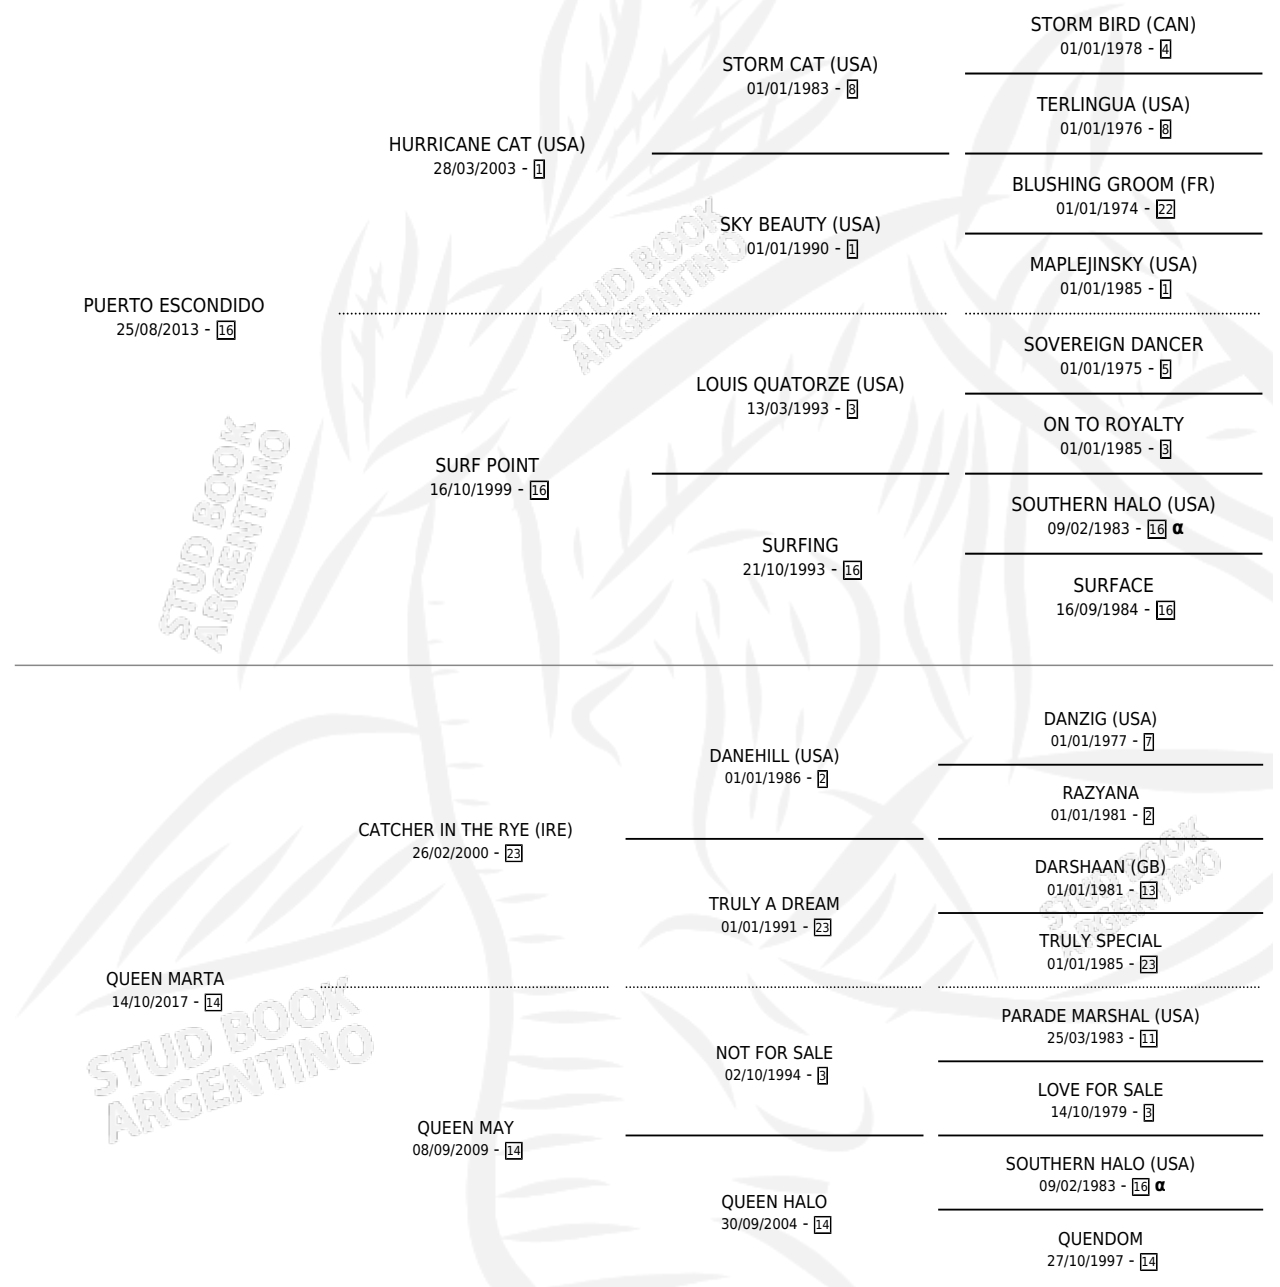 STORM BIRD (CAN)
01/01/1978 - 4
STORM CAT (USA)
01/01/1983 - 8
TERLINGUA (USA)
01/01/1976 - 8
HURRICANE CAT (USA)
28/03/2003 - 1
BLUSHING GROOM (FR)
01/01/1974 - 22
SKY BEAUTY (USA)
01/01/1990 - 1
MAPLEJINSKY (USA)
01/01/1985 - 1
PUERTO ESCONDIDO
25/08/2013 - 16
SOVEREIGN DANCER
01/01/1975 - 5
LOUIS QUATORZE (USA)
13/03/1993 - 3
ON TO ROYALTY
01/01/1985 - 3
SURF POINT
16/10/1999 - 16
SOUTHERN HALO (USA)
09/02/1983 - 16 α
SURFING
21/10/1993 - 16
SURFACE
16/09/1984 - 16
STUD BOOK
ARGENTINO
STUD BOOK
ARGENTINO
DANZIG (USA)
01/01/1977 - 7
DANEHILL (USA)
01/01/1986 - 2
RAZYANA
01/01/1981 - 2
CATCHER IN THE RYE (IRE)
26/02/2000 - 23
DARSHAAN (GB)
01/01/1981 - 13
TRULY A DREAM
01/01/1991 - 23
TRULY SPECIAL
01/01/1985 - 23
QUEEN MARTA
14/10/2017 - 14
PARADE MARSHAL (USA)
25/03/1983 - 11
NOT FOR SALE
02/10/1994 - 3
LOVE FOR SALE
14/10/1979 - 3
QUEEN MAY
08/09/2009 - 14
SOUTHERN HALO (USA)
09/02/1983 - 16 α
QUEEN HALO
30/09/2004 - 14
QUENDOM
27/10/1997 - 14
STUD BOOK
ARGENTINO
STUD BOOK
ARGENTINO